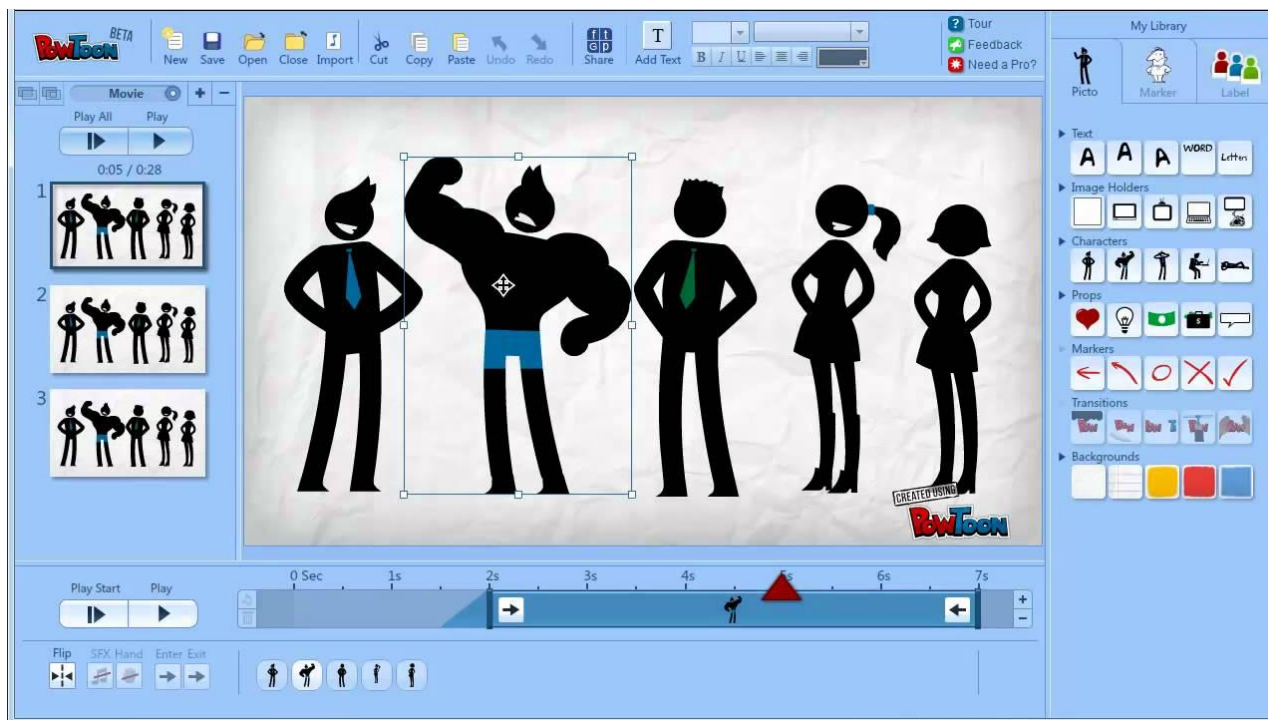 PowToon BETA
New Save Open Close Import Cut Copy Paste Undo Redo Share Add Text
B I U
Tour
Feedback
Need a Pro?
My Library
Picto Marker Label
Movie
Play All Play
0:05 / 0:28
1
2
3
Text
A A A WORD Letters
Image Holders
Characters
Props
Markers
Transitions
Backgrounds
CREATED USING
PowToon
0 Sec 1s 2s 3s 4s 5s 6s 7s
Play Start Play
Flip SFX Hand Enter Exit